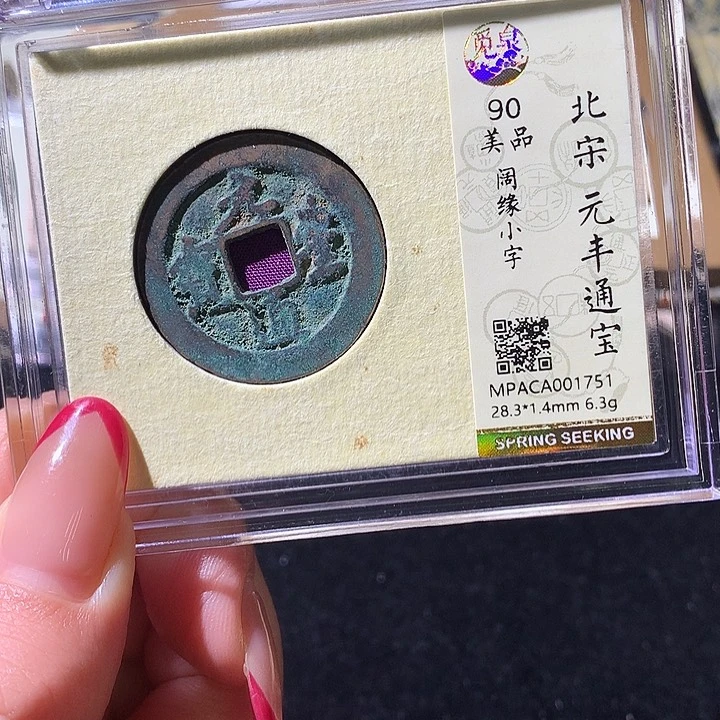 觅泉
90
美品
阔缘小字
北宋 元丰通宝
MPACA001751
28.3*1.4mm 6.3g
SPRING SEEKING